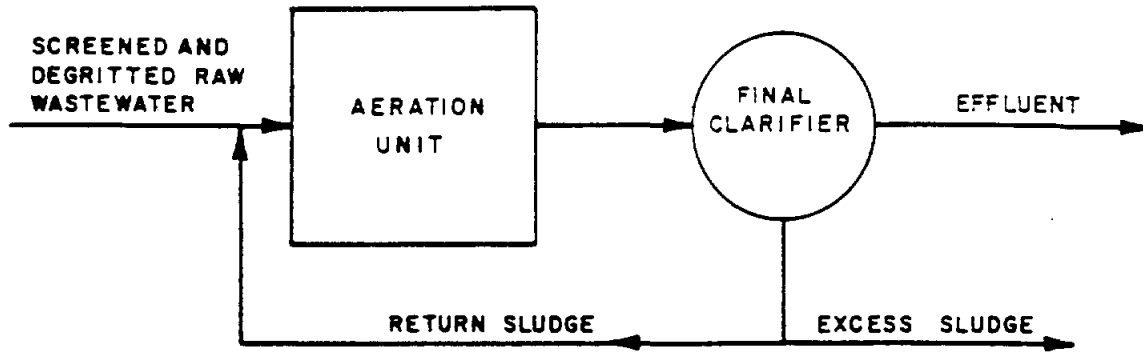 SCREENED AND
DEGRITTED RAW
WASTEWATER
AERATION
UNIT
FINAL
CLARIFIER
EFFLUENT
RETURN SLUDGE
EXCESS SLUDGE